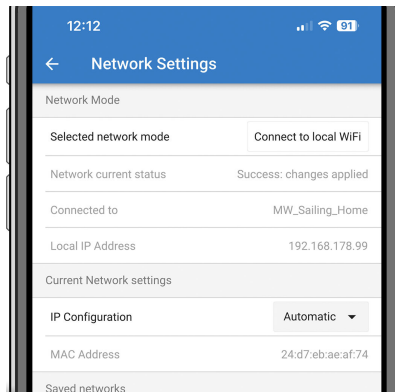 12:12
91
Network Settings
Network Mode
Selected network mode Connect to local WiFi
Network current status Success: changes applied
Connected to MW_Sailing_Home
Local IP Address 192.168.178.99
Current Network settings
IP Configuration Automatic
MAC Address 24:d7:eb:ae:af:74
Saved networks